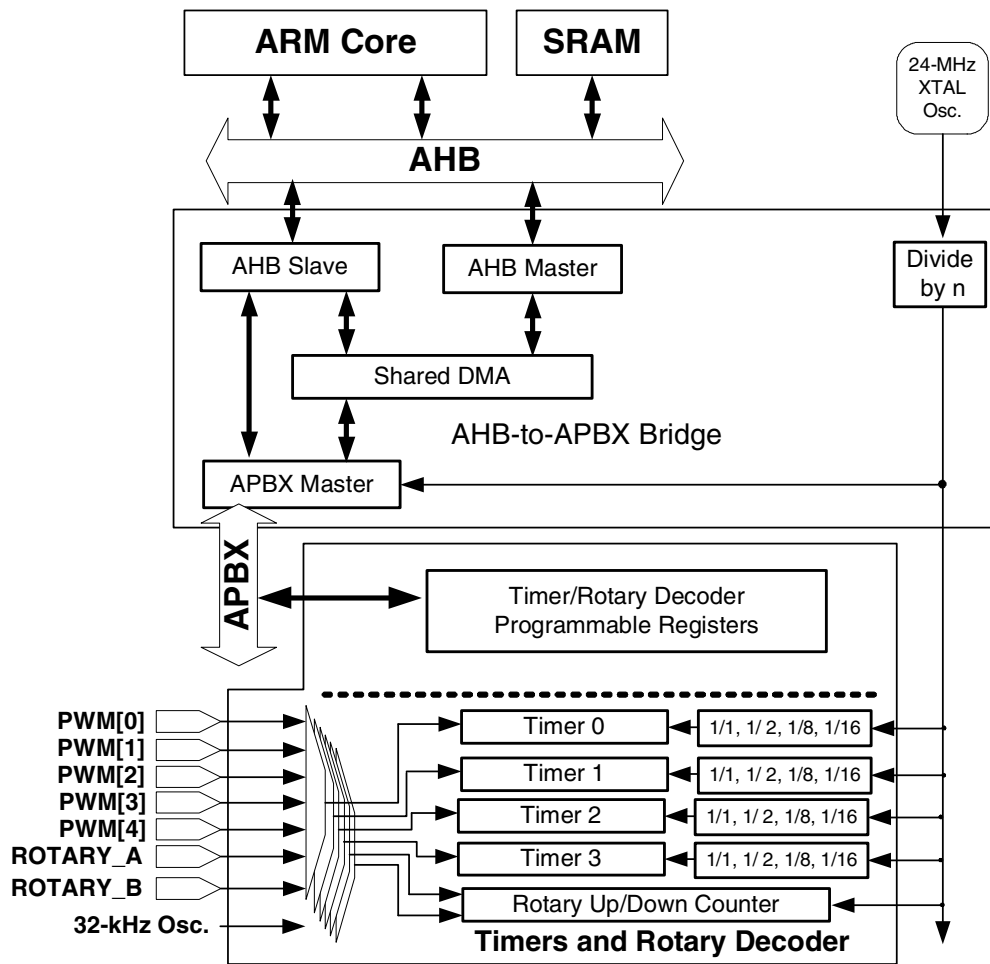 ARM Core
SRAM
24-MHz
XTAL
Osc.
AHB
AHB Slave
AHB Master
Divide
by n
Shared DMA
AHB-to-APBX Bridge
APBX Master
APBX
Timer/Rotary Decoder
Programmable Registers
PWM[0]
PWM[1]
PWM[2]
PWM[3]
PWM[4]
ROTARY_A
ROTARY_B
32-kHz Osc.
Timer 0
1/1, 1/ 2, 1/8, 1/16
Timer 1
1/1, 1/ 2, 1/8, 1/16
Timer 2
1/1, 1/ 2, 1/8, 1/16
Timer 3
1/1, 1/ 2, 1/8, 1/16
Rotary Up/Down Counter
Timers and Rotary Decoder